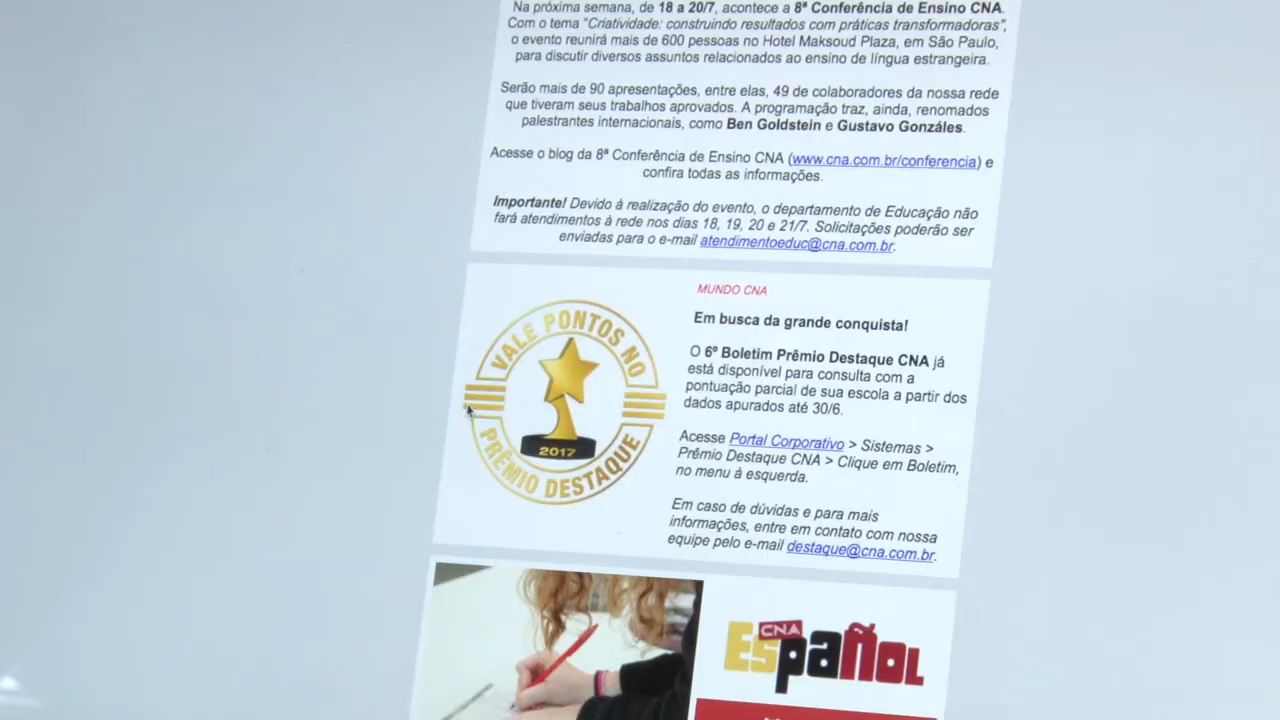 Na próxima semana, de 18 a 20/7, acontece a 8ª Conferência de Ensino CNA.
Com o tema "Criatividade: construindo resultados com práticas transformadoras",
o evento reunirá mais de 600 pessoas no Hotel Maksoud Plaza, em São Paulo,
para discutir diversos assuntos relacionados ao ensino de língua estrangeira.
Serão mais de 90 apresentações, entre elas, 49 de colaboradores da nossa rede
que tiveram seus trabalhos aprovados. A programação traz, ainda, renomados
palestrantes internacionais, como Ben Goldstein e Gustavo Gonzáles.
Acesse o blog da 8ª Conferência de Ensino CNA (www.cna.com.br/conferencia) e
confira todas as informações.
Importante! Devido à realização do evento, o departamento de Educação não
fará atendimentos à rede nos dias 18, 19, 20 e 21/7. Solicitações poderão ser
enviadas para o e-mail atendimentoeduc@cna.com.br.
VALE PONTOS NO
2017
PRÊMIO DESTAQUE
MUNDO CNA
Em busca da grande conquista!
O 6º Boletim Prêmio Destaque CNA já
está disponível para consulta com a
pontuação parcial de sua escola a partir dos
dados apurados até 30/6.
Acesse Portal Corporativo > Sistemas >
Prêmio Destaque CNA > Clique em Boletim,
no menu à esquerda.
Em caso de dúvidas e para mais
informações, entre em contato com nossa
equipe pelo e-mail destaque@cna.com.br.
CNA
Español